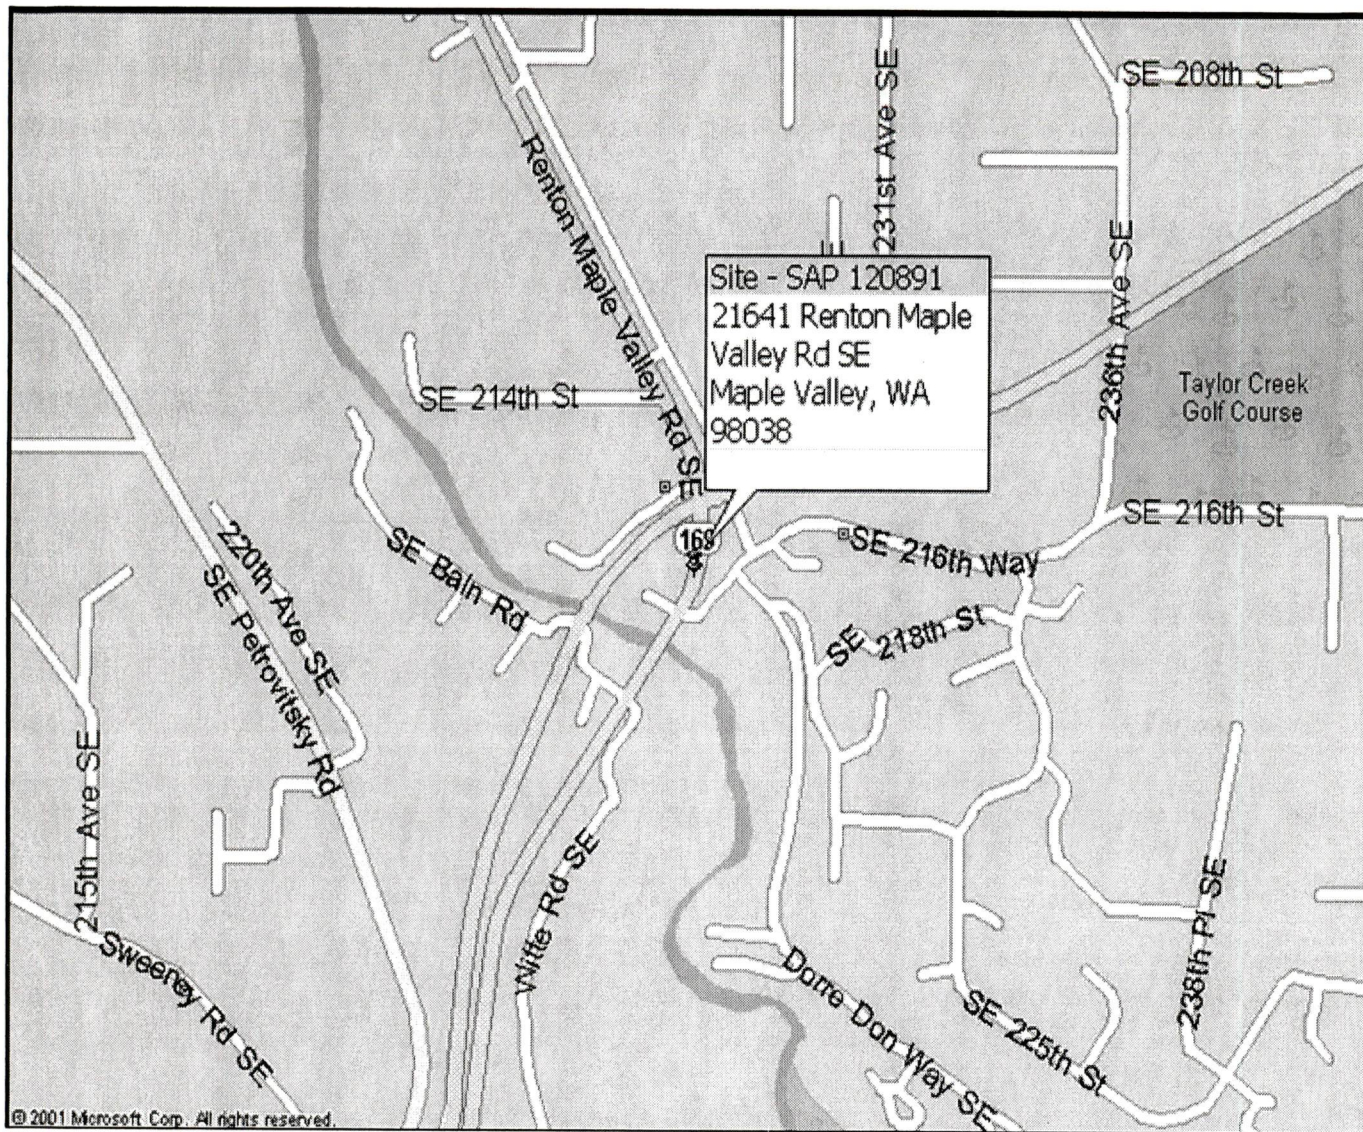 SE 208th St
231st Ave SE
Renton-Maple Valley Rd SE
236th Ave SE
Site - SAP 120891
21641 Renton Maple
Valley Rd SE
Maple Valley, WA
98038
Taylor Creek
Golf Course
SE 214th St
SE 216th St
169
SE 216th Way
220th Ave SE
SE Petrovitsky Rd
SE Bain Rd
SE 218th St
215th Ave SE
Witte Rd SE
238th Pl SE
Sweeney Rd SE
Dorre Don Way SE
SE 225th St
© 2001 Microsoft Corp. All rights reserved.